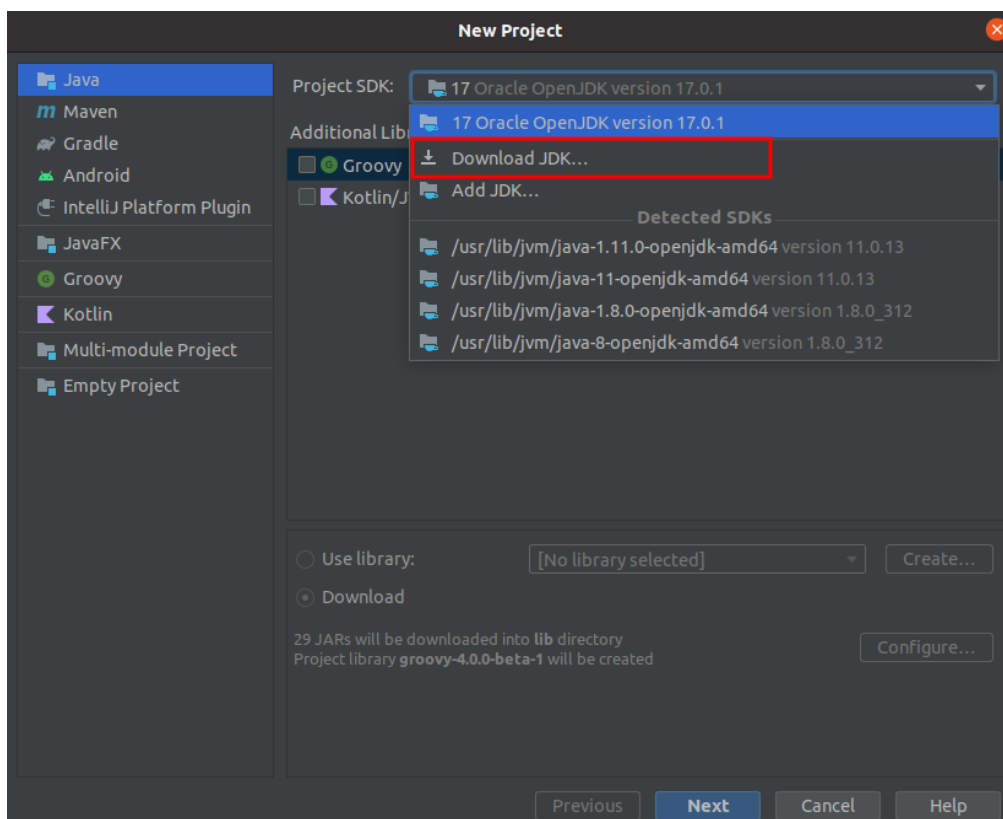 New Project
Java
Maven
Gradle
Android
IntelliJ Platform Plugin
JavaFX
Groovy
Kotlin
Multi-module Project
Empty Project
Project SDK: 17 Oracle OpenJDK version 17.0.1
17 Oracle OpenJDK version 17.0.1
Download JDK...
Add JDK...
Detected SDKs
/usr/lib/jvm/java-1.11.0-openjdk-amd64 version 11.0.13
/usr/lib/jvm/java-11-openjdk-amd64 version 11.0.13
/usr/lib/jvm/java-1.8.0-openjdk-amd64 version 1.8.0_312
/usr/lib/jvm/java-8-openjdk-amd64 version 1.8.0_312
Additional Lib
Groovy
Kotlin/J
Use library: [No library selected] Create...
Download
29 JARs will be downloaded into lib directory
Project library groovy-4.0.0-beta-1 will be created
Configure...
Previous Next Cancel Help